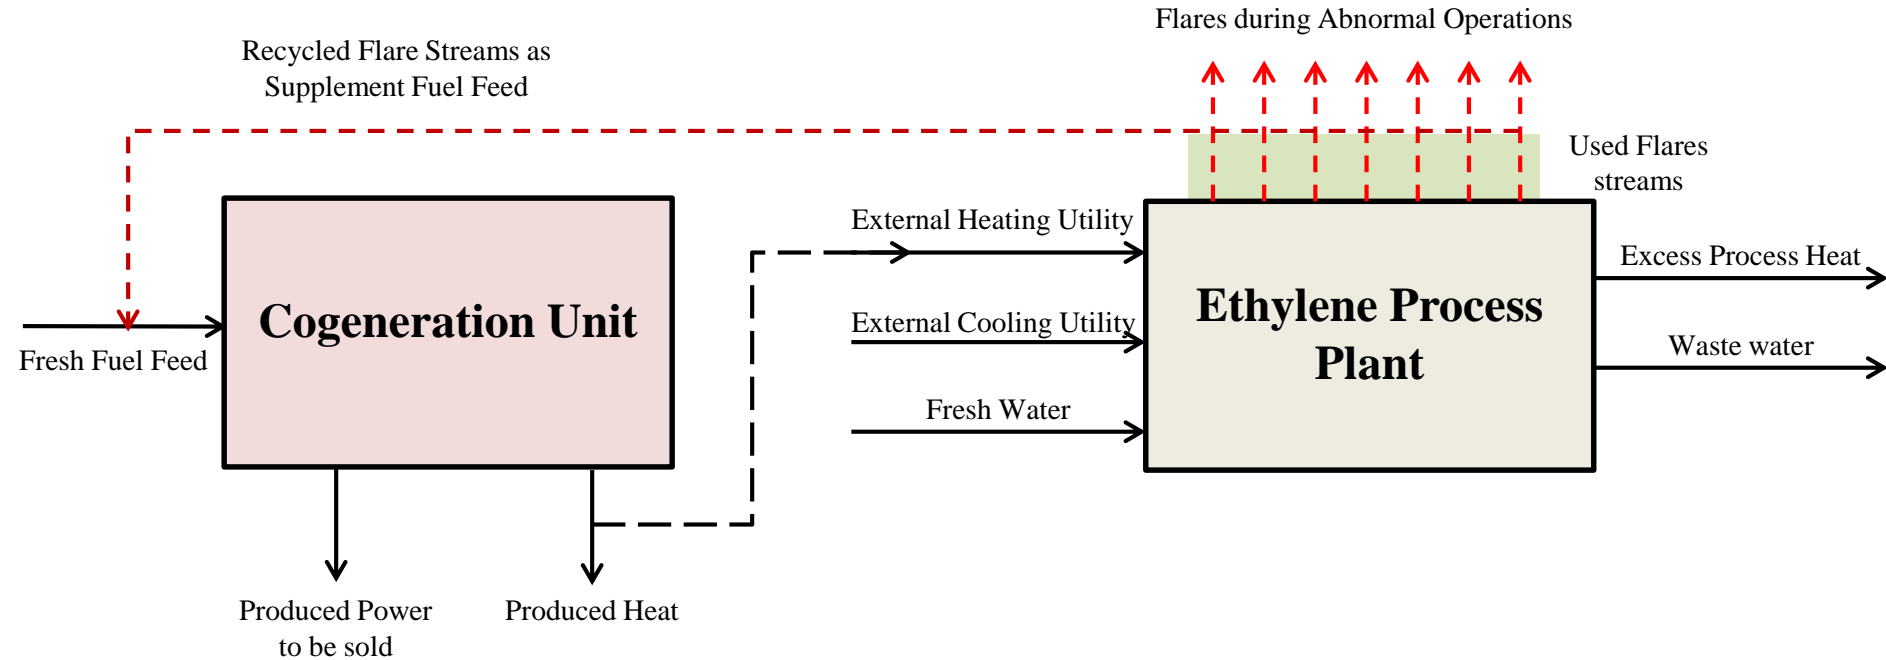 Flares during Abnormal Operations
Recycled Flare Streams as
Supplement Fuel Feed
Used Flares
streams
External Heating Utility
Excess Process Heat
Cogeneration Unit
Ethylene Process
Plant
External Cooling Utility
Fresh Fuel Feed
Waste water
Fresh Water
Produced Power
to be sold
Produced Heat